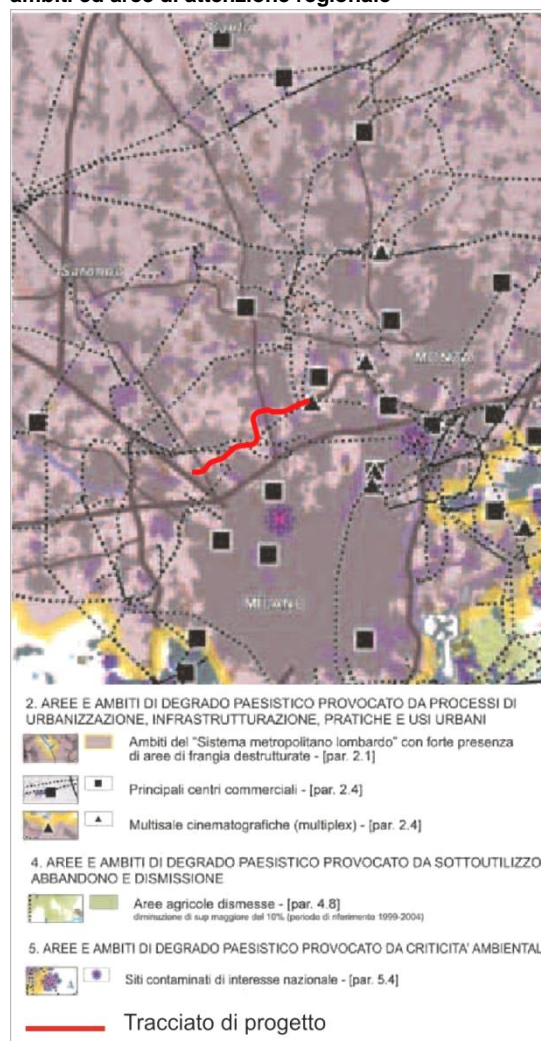 ambiti ed aree di attenzione regionale
Saronno
MONZA
MILANO
2. AREE E AMBITI DI DEGRADO PAESISTICO PROVOCATO DA PROCESSI DI
URBANIZZAZIONE, INFRASTRUTTURAZIONE, PRATICHE E USI URBANI
Ambiti del "Sistema metropolitano lombardo" con forte presenza
di aree di frangia destrutturate - [par. 2.1]
Principali centri commerciali - [par. 2.4]
Multisale cinematografiche (multiplex) - [par. 2.4]
4. AREE E AMBITI DI DEGRADO PAESISTICO PROVOCATO DA SOTTOUTILIZZO
ABBANDONO E DISMISSIONE
Aree agricole dismesse - [par. 4.8]
diminuzione di sup maggiore del 10% (periodo di riferimento 1999-2004)
5. AREE E AMBITI DI DEGRADO PAESISTICO PROVOCATO DA CRITICITA' AMBIENTAL
Siti contaminati di interesse nazionale - [par. 5.4]
Tracciato di progetto